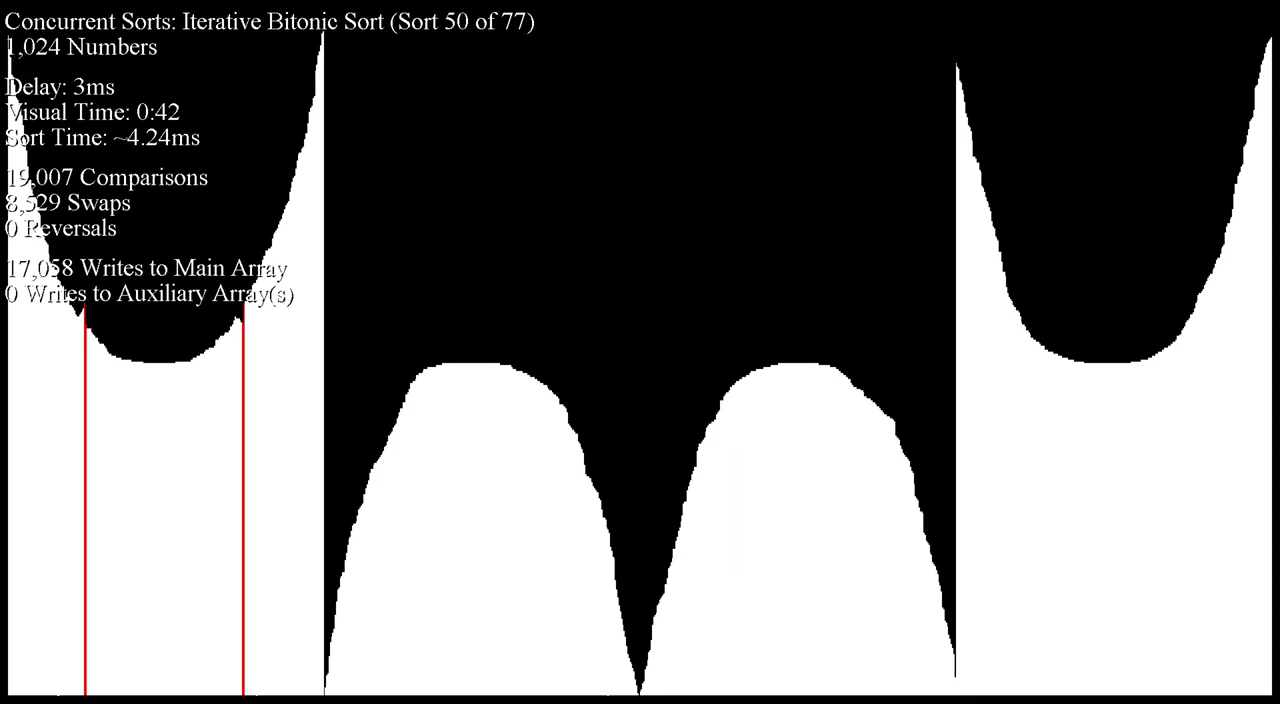 Concurrent Sorts: Iterative Bitonic Sort (Sort 50 of 77)
1,024 Numbers
Delay: 3ms
Visual Time: 0:42
Sort Time: ~4.24ms
19,007 Comparisons
8,529 Swaps
0 Reversals
17,058 Writes to Main Array
0 Writes to Auxiliary Array(s)